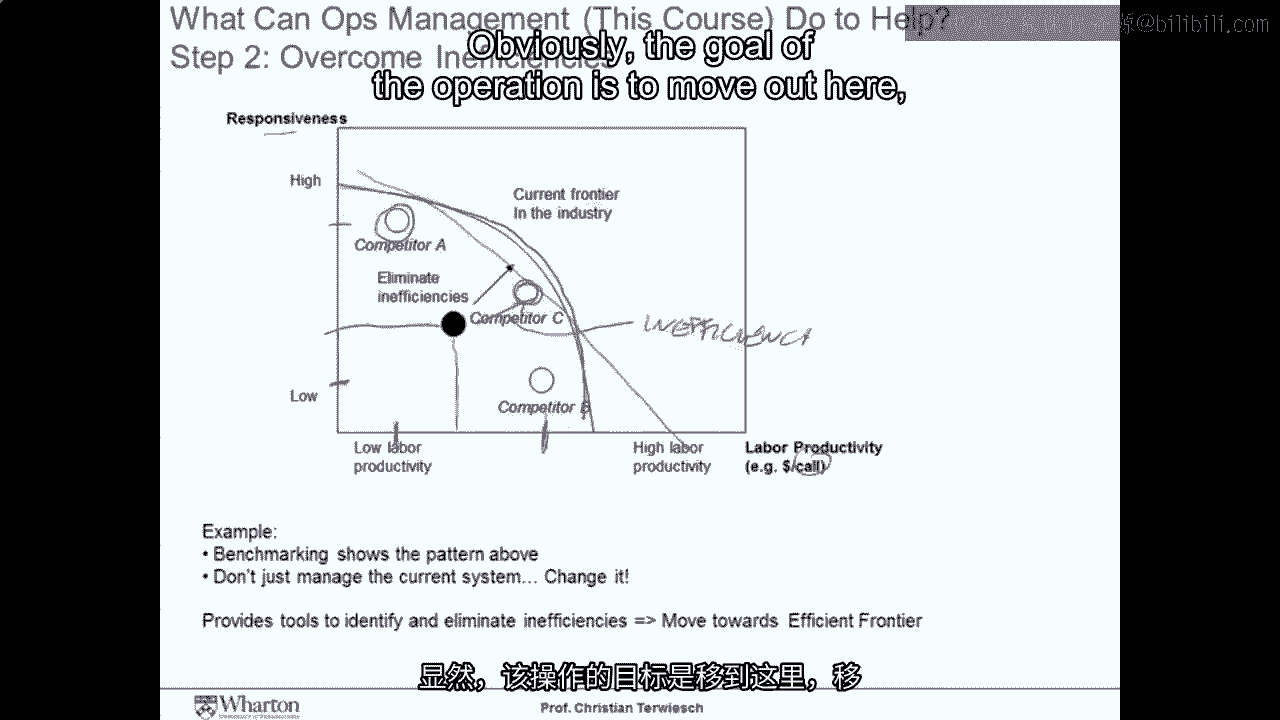 What Can Ops Management (This Course) Do to Help?
@bilibili.com
Step 2: Overcome
Obviously, the goal of
the operation is to move out here,
Responsiveness
High
Current frontier
In the industry
Competitor A
Eliminate
inefficiencies
Competitor C
INEFFICIENCY
Low
Competitor B
Low labor
productivity
High labor
productivity
Labor Productivity
(e.g. $/call)
Example:
• Benchmarking shows the pattern above
• Don't just manage the current system... Change it!
Provides tools to identify and eliminate inefficiencies => Move towards Efficient Frontier
显然，该操作的目标是移到这里，移
Wharton
Prof. Christian Terwiesch